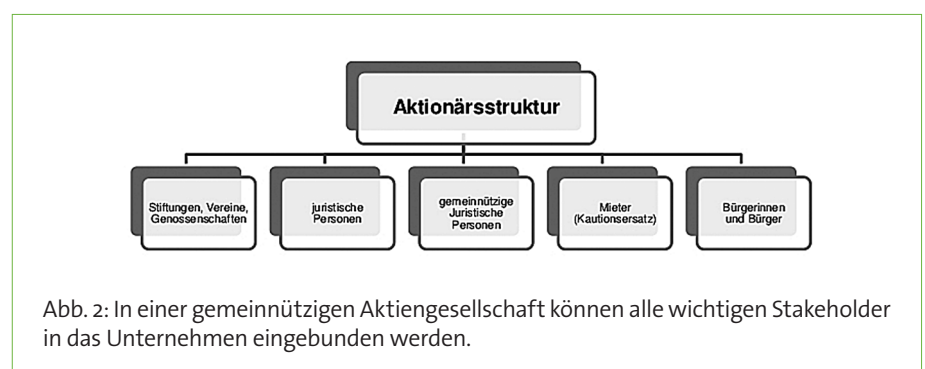 Aktionärsstruktur
Stiftungen, Vereine,
Genossenschaften
juristische
Personen
gemeinnützige
Juristische
Personen
Mieter
(Kautionsersatz)
Bürgerinnen
und Bürger
Abb. 2: In einer gemeinnützigen Aktiengesellschaft können alle wichtigen Stakeholder
in das Unternehmen eingebunden werden.